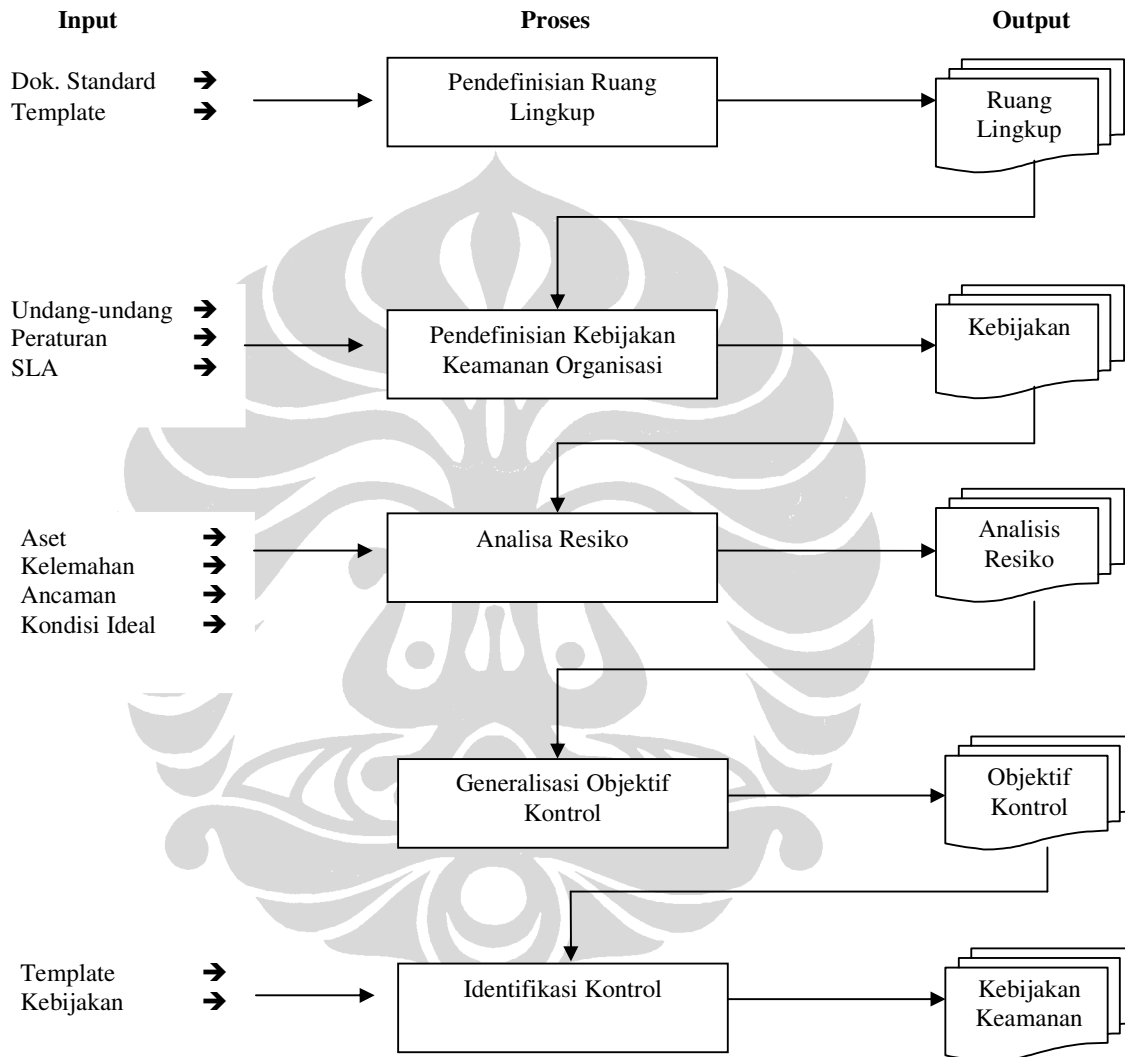 Input
Proses
Output
Dok. Standard ➔
Template ➔
Pendefinisian Ruang
Lingkup
Ruang
Lingkup
Undang-undang ➔
Peraturan ➔
SLA ➔
Pendefinisian Kebijakan
Keamanan Organisasi
Kebijakan
Aset ➔
Kelemahan ➔
Ancaman ➔
Kondisi Ideal ➔
Analisa Resiko
Analisis
Resiko
Generalisasi Objektif
Kontrol
Objektif
Kontrol
Template ➔
Kebijakan ➔
Identifikasi Kontrol
Kebijakan
Keamanan